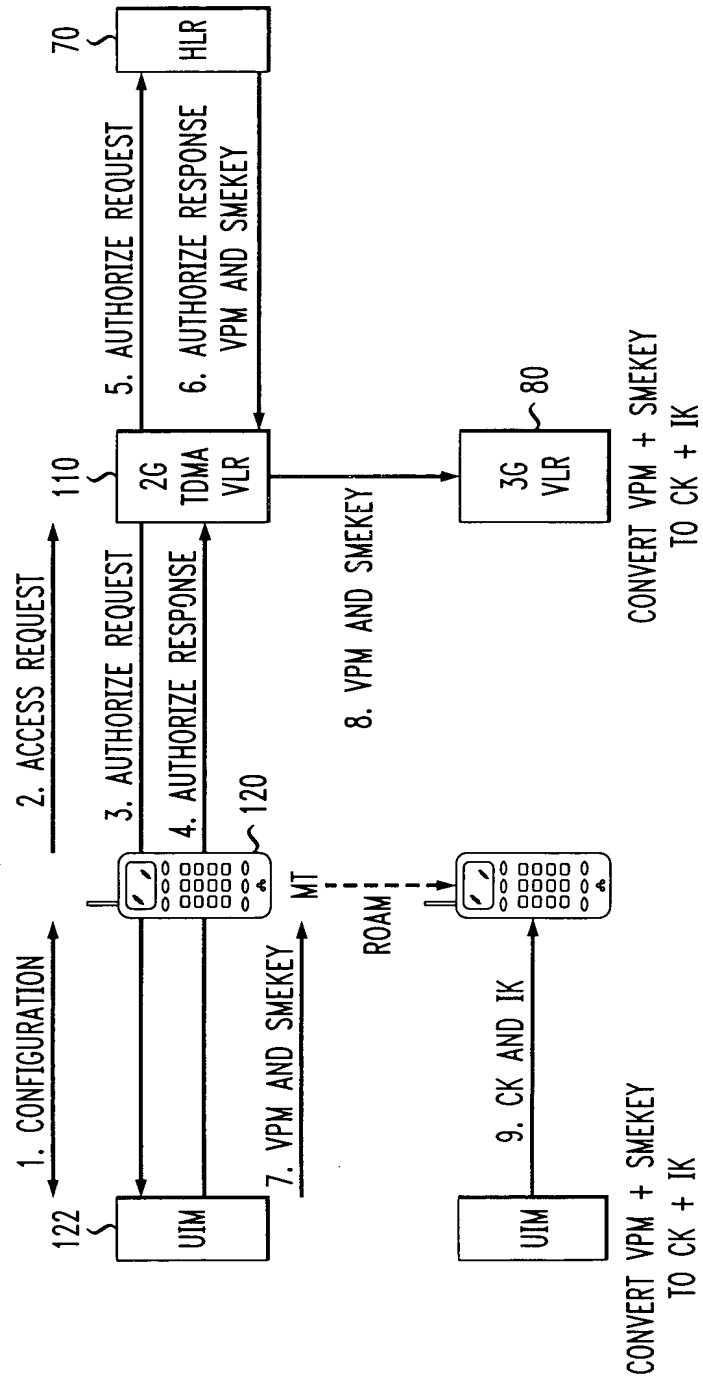 1. CONFIGURATION
2. ACCESS REQUEST
122
UIM
3. AUTHORIZE REQUEST
4. AUTHORIZE RESPONSE
120
MT
110
2G
TDMA
VLR
5. AUTHORIZE REQUEST
6. AUTHORIZE RESPONSE
VPM AND SMEKEY
70
HLR
7. VPM AND SMEKEY
ROAM
8. VPM AND SMEKEY
UIM
9. CK AND IK
80
3G
VLR
CONVERT VPM + SMEKEY
TO CK + IK
CONVERT VPM + SMEKEY
TO CK + IK